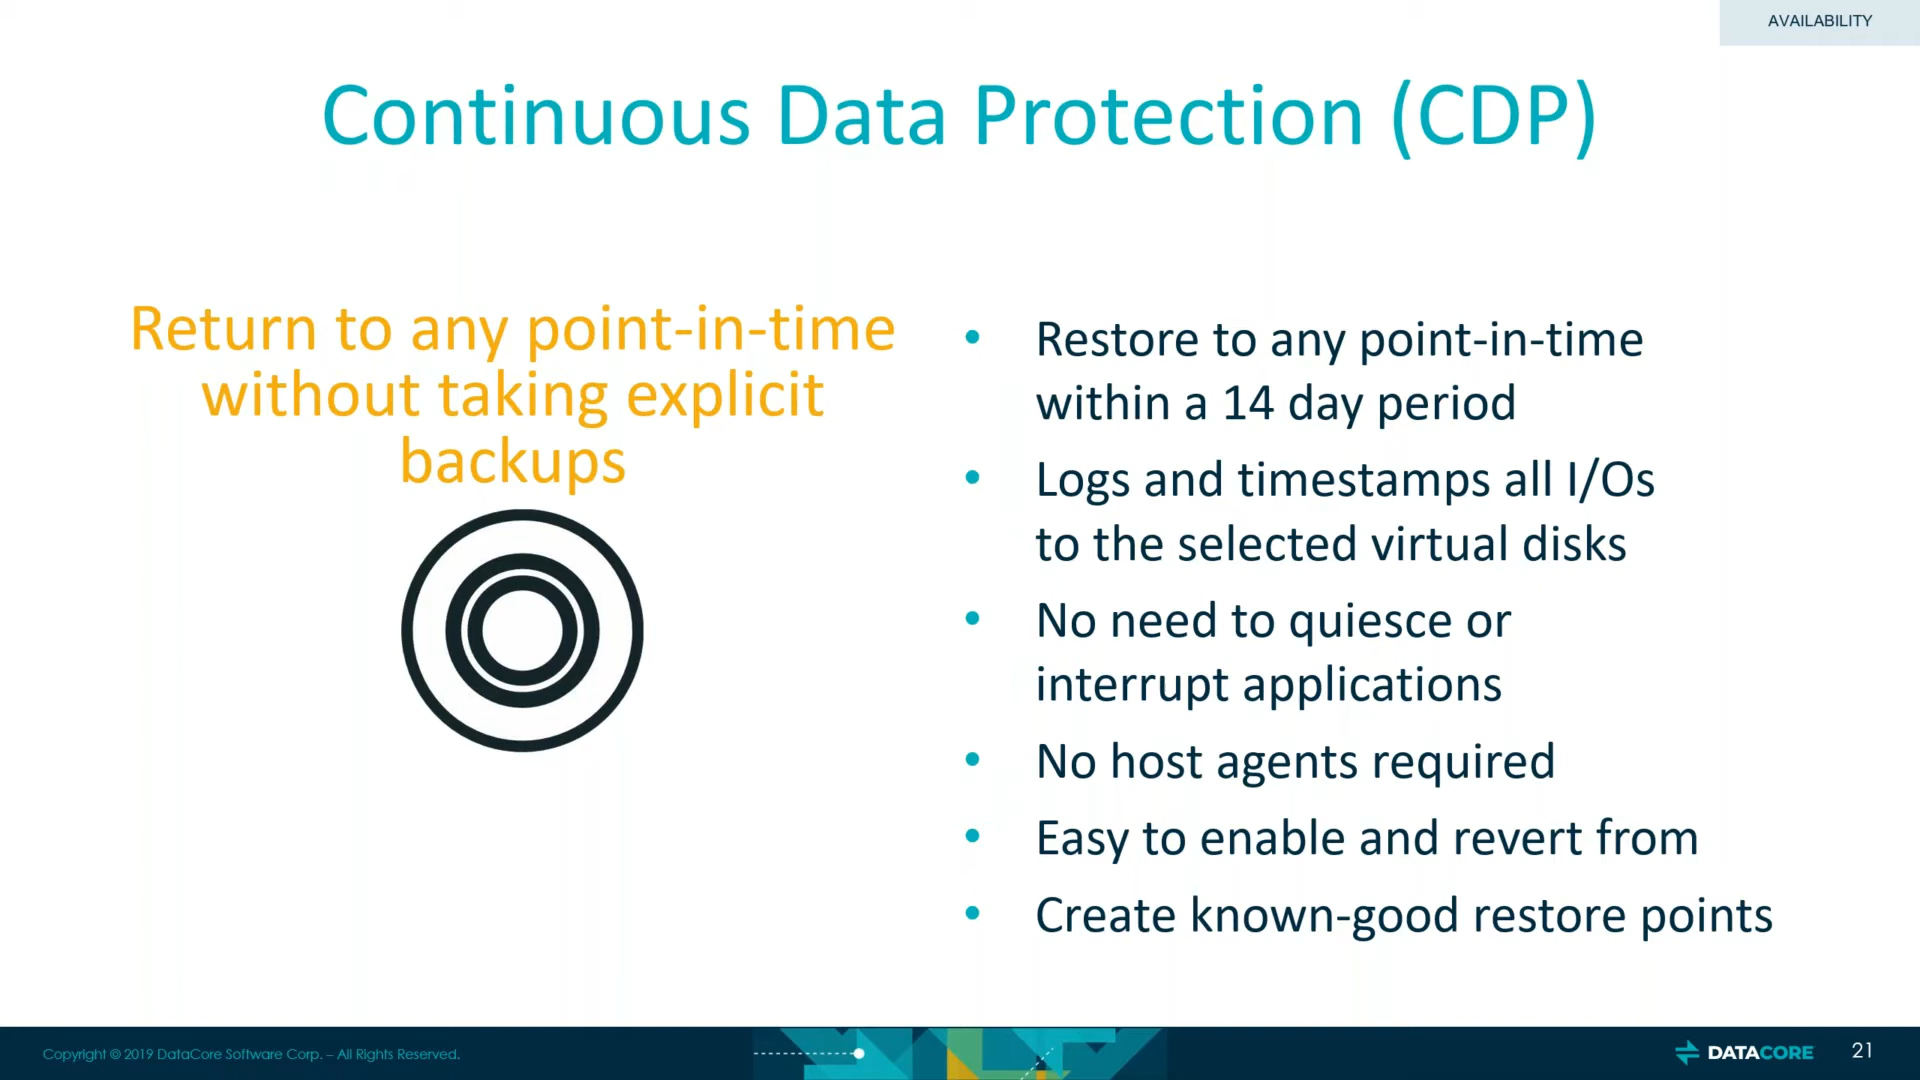 AVAILABILITY
Continuous Data Protection (CDP)
Return to any point-in-time
without taking explicit
backups
• Restore to any point-in-time
within a 14 day period
• Logs and timestamps all I/Os
to the selected virtual disks
• No need to quiesce or
interrupt applications
• No host agents required
• Easy to enable and revert from
• Create known-good restore points
Copyright © 2019 DataCore Software Corp. – All Rights Reserved.
DATACORE
21